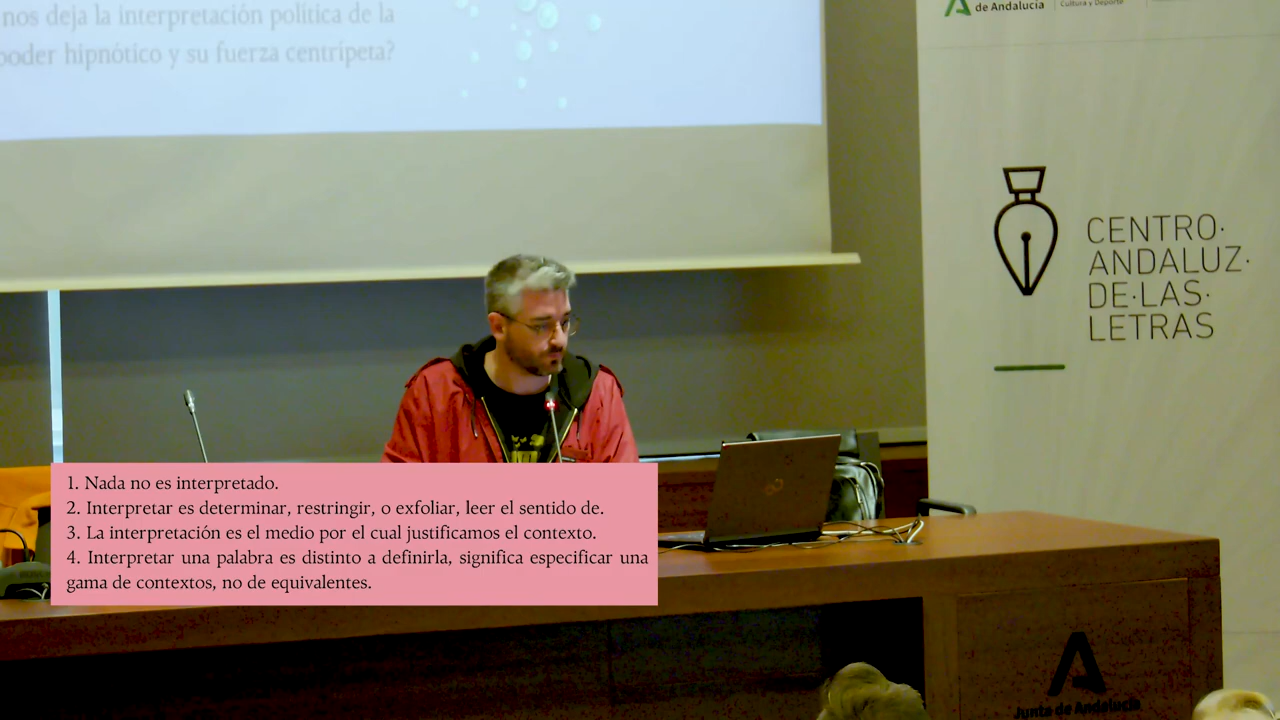 nos deja la interpretación política de la
poder hipnótico y su fuerza centrípeta?
de Andalucía
Cultura y Deporte
CENTRO·
ANDALUZ·
DE·LAS·
LETRAS
1. Nada no es interpretado.
2. Interpretar es determinar, restringir, o exfoliar, leer el sentido de.
3. La interpretación es el medio por el cual justificamos el contexto.
4. Interpretar una palabra es distinto a definirla, significa especificar una
gama de contextos, no de equivalentes.
Junta de Andalucía